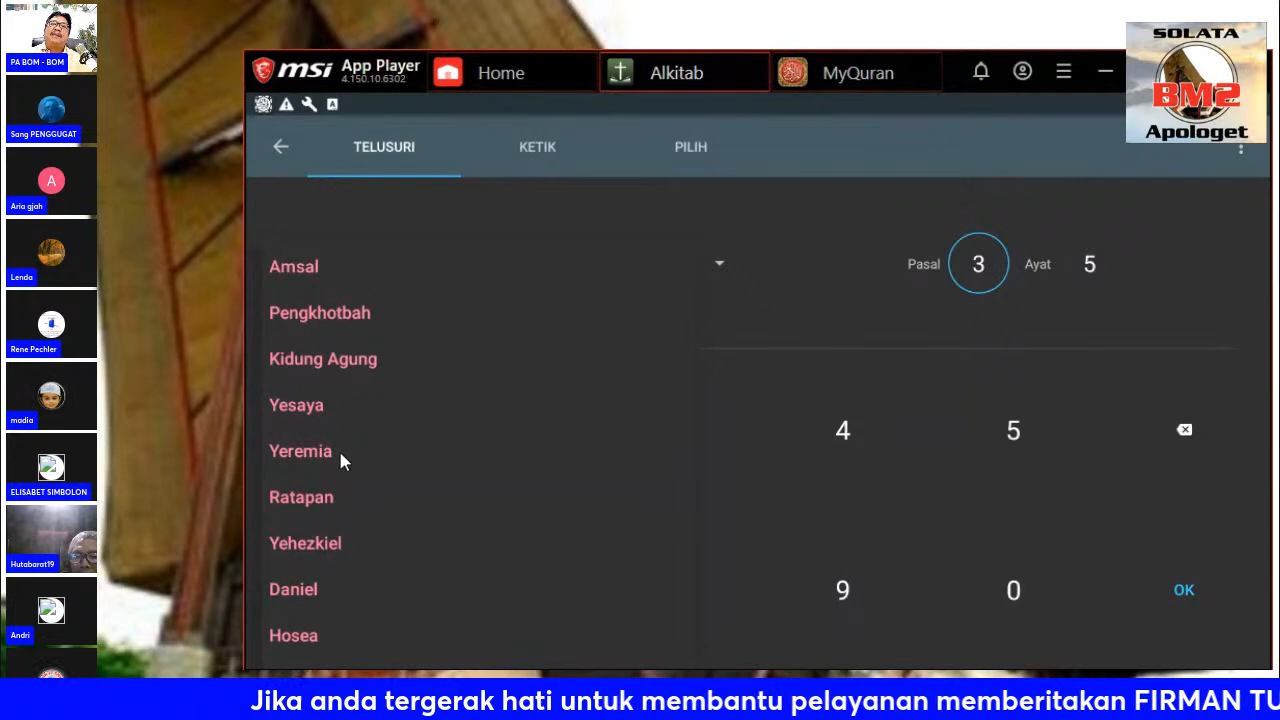 PA BOM - BOM
Sang PENGGUGAT
A
Aria gjah
Lenda
Rene Pechler
madia
ELISABET SIMBOLON
Hutabarat19
Andri
msi App Player
4.150.10.6302
Home
Alkitab
MyQuran
SOLATA
BM2
Apologet
TELUSURI
KETIK
PILIH
Amsal
Pengkhotbah
Kidung Agung
Yesaya
Yeremia
Ratapan
Yehezkiel
Daniel
Hosea
Pasal 3 Ayat 5
4 5
9 0 OK
Jika anda tergerak hati untuk membantu pelayanan memberitakan FIRMAN TU